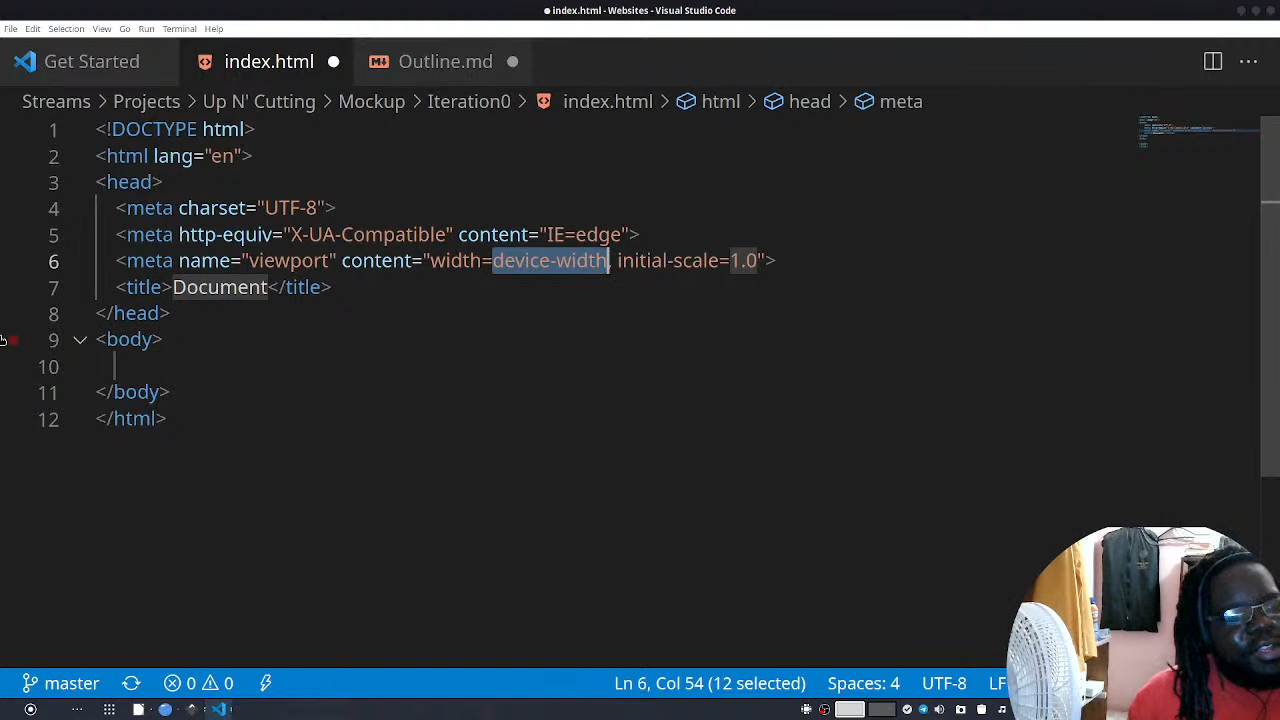 index.html - Websites - Visual Studio Code
File Edit Selection View Go Run Terminal Help
Get Started index.html Outline.md
Streams > Projects > Up N' Cutting > Mockup > Iteration0 > index.html > html > head > meta
1 <!DOCTYPE html>
2 <html lang="en">
3 <head>
4 <meta charset="UTF-8">
5 <meta http-equiv="X-UA-Compatible" content="IE=edge">
6 <meta name="viewport" content="width=device-width, initial-scale=1.0">
7 <title>Document</title>
8 </head>
9 <body>
10
11 </body>
12 </html>
master 0 0 Ln 6, Col 54 (12 selected) Spaces: 4 UTF-8 LF